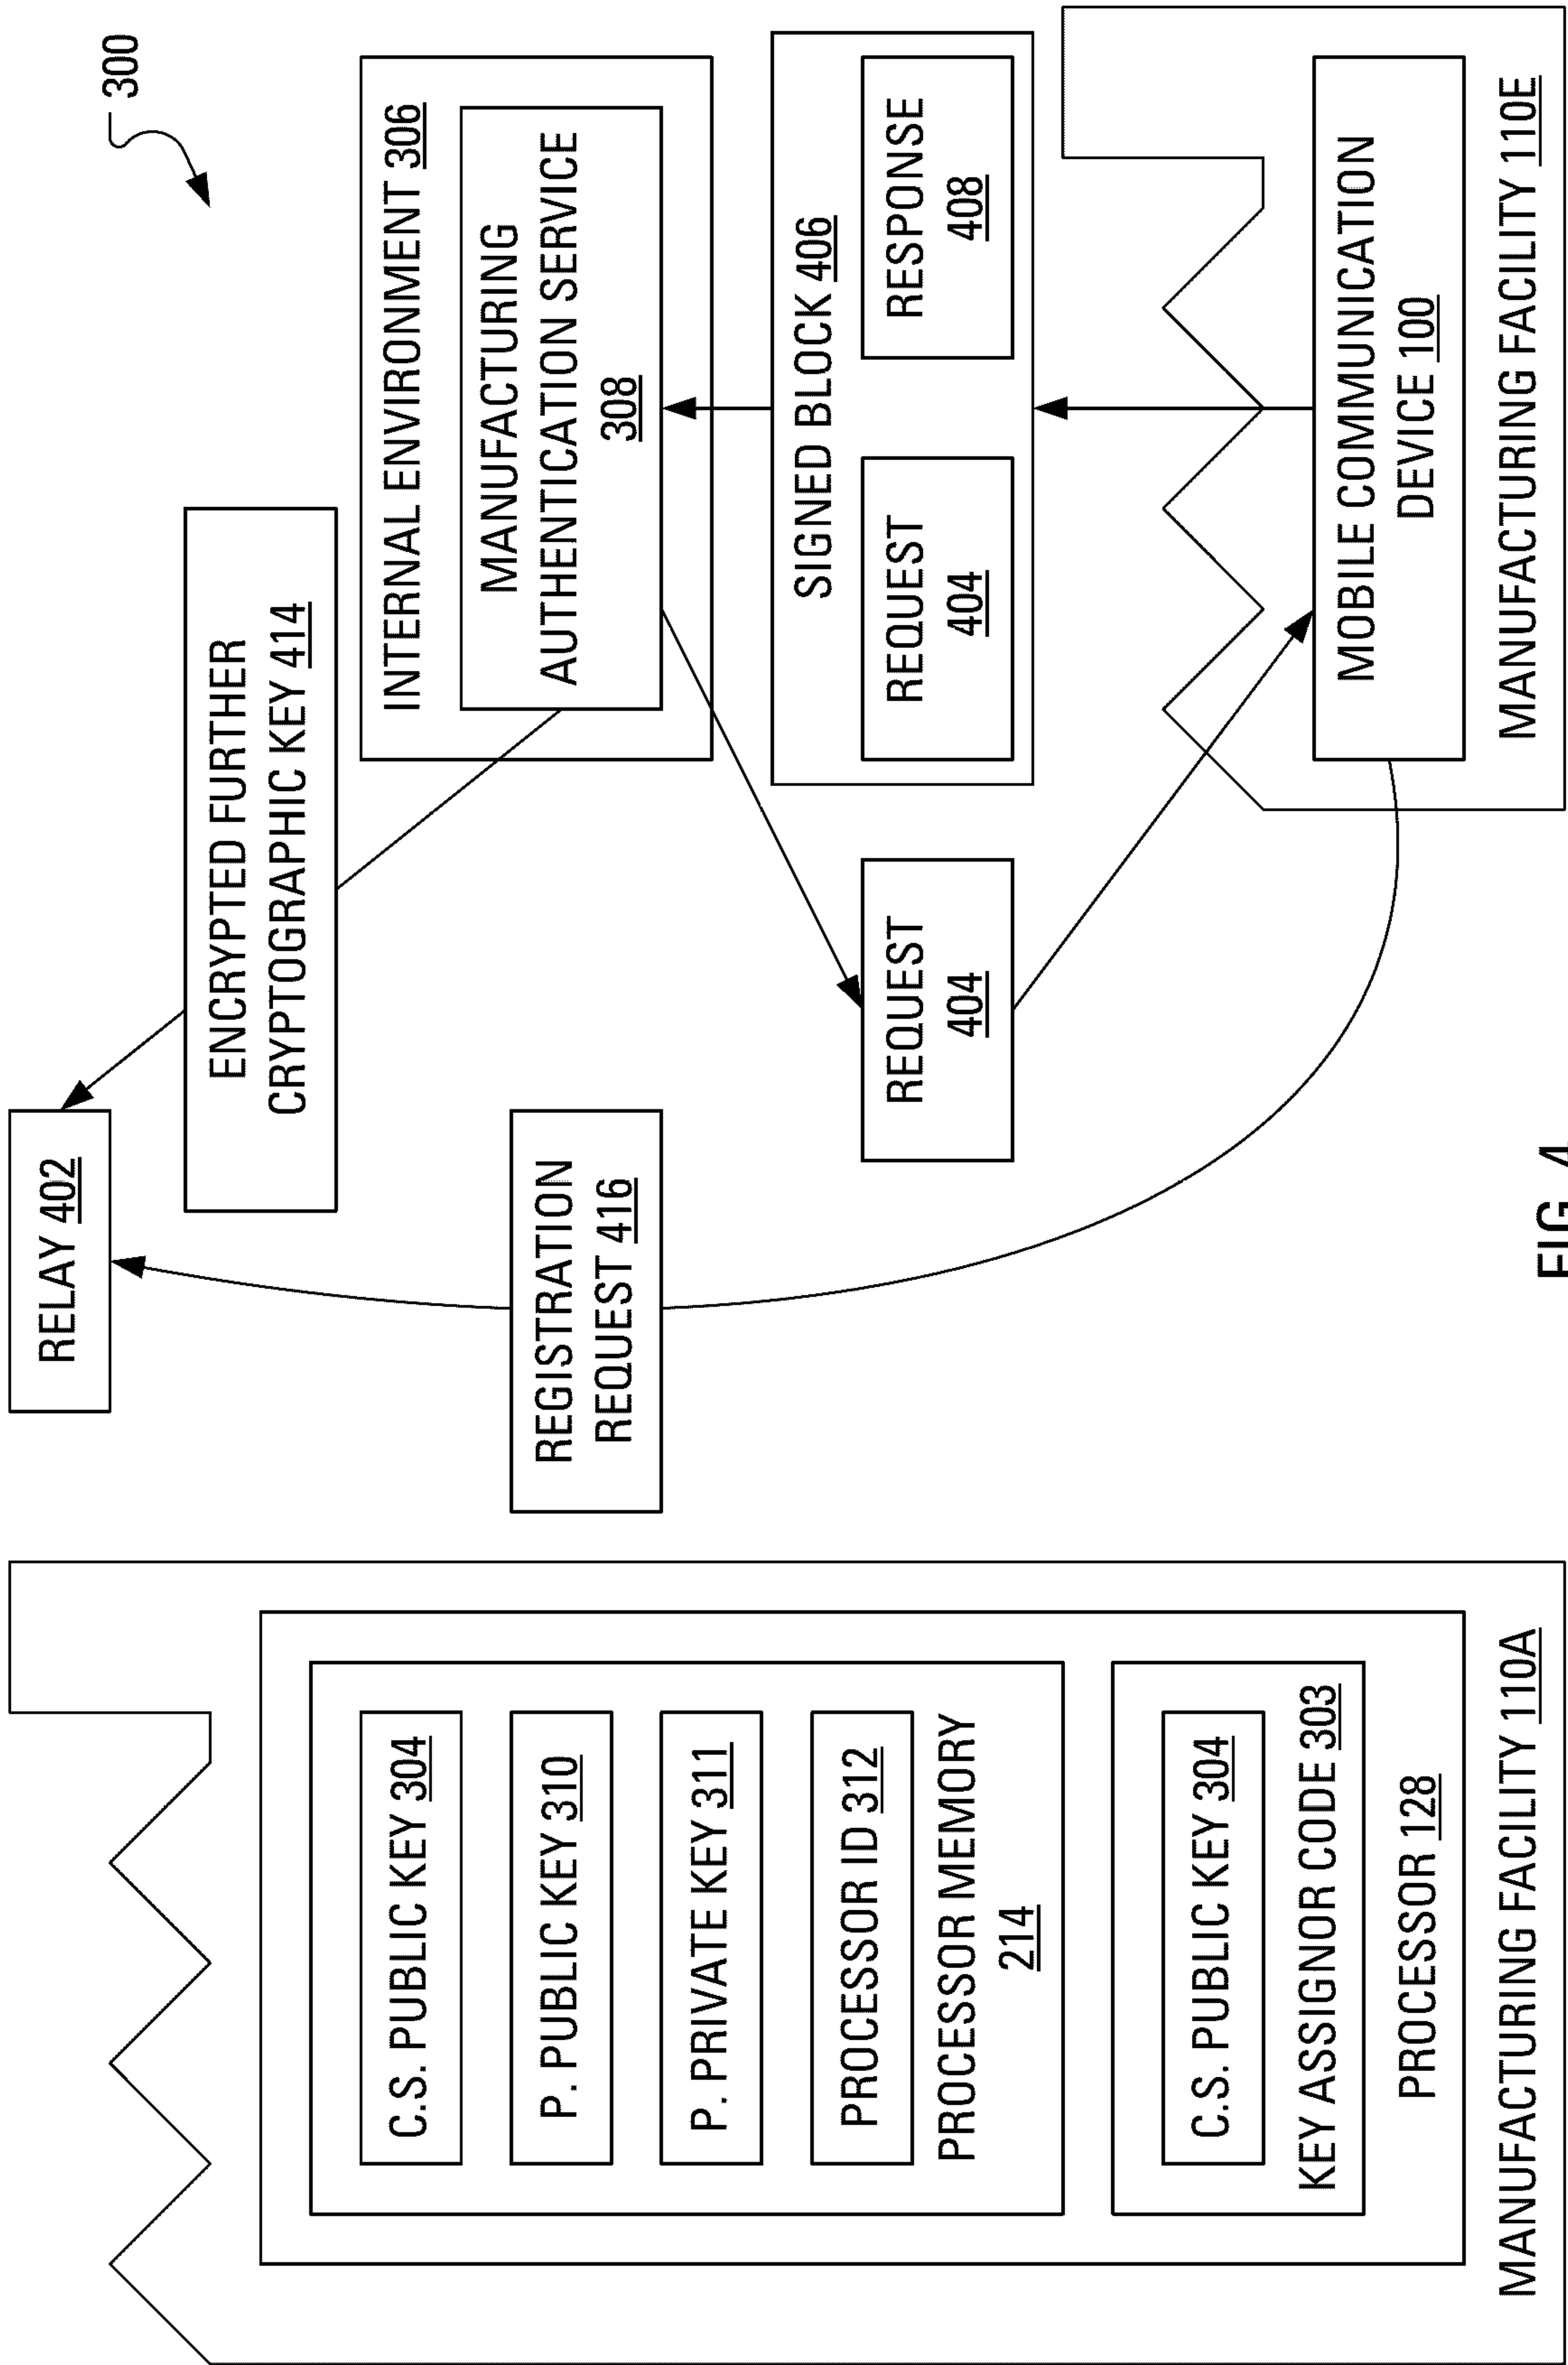 300
RELAY 402
ENCRYPTED FURTHER
CRYPTOGRAPHIC KEY 414
INTERNAL ENVIRONMENT 306
MANUFACTURING
AUTHENTICATION SERVICE
308
REGISTRATION
REQUEST 416
SIGNED BLOCK 406
REQUEST
404
RESPONSE
408
REQUEST
404
MOBILE COMMUNICATION
DEVICE 100
MANUFACTURING FACILITY 110E
C.S. PUBLIC KEY 304
P. PUBLIC KEY 310
P. PRIVATE KEY 311
PROCESSOR ID 312
PROCESSOR MEMORY
214
C.S. PUBLIC KEY 304
KEY ASSIGNOR CODE 303
PROCESSOR 128
MANUFACTURING FACILITY 110A
FIG. 4